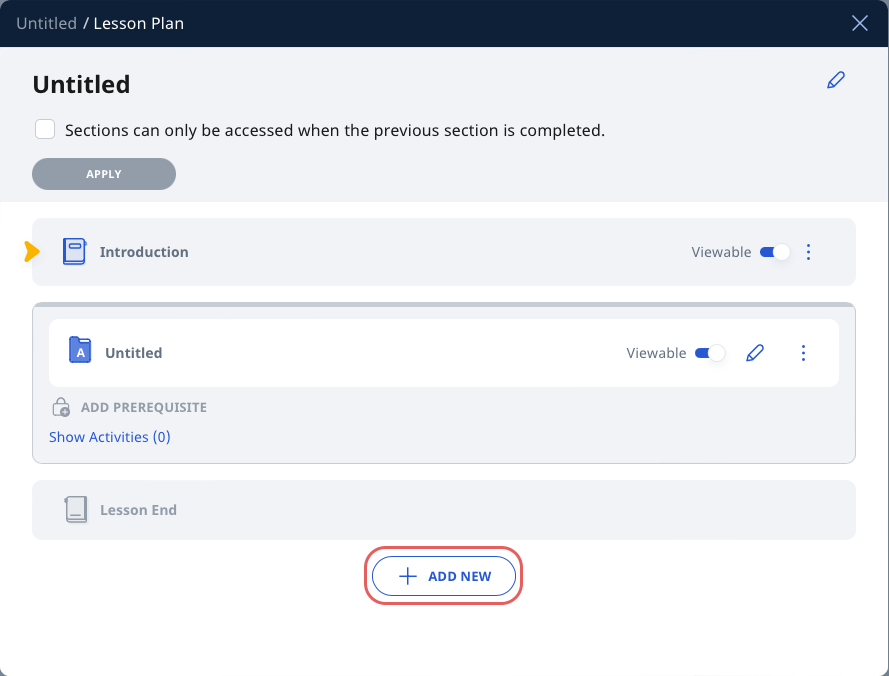 Untitled / Lesson Plan
Untitled
Sections can only be accessed when the previous section is completed.
APPLY
Introduction Viewable
A Untitled Viewable
ADD PREREQUISITE
Show Activities (0)
Lesson End
ADD NEW